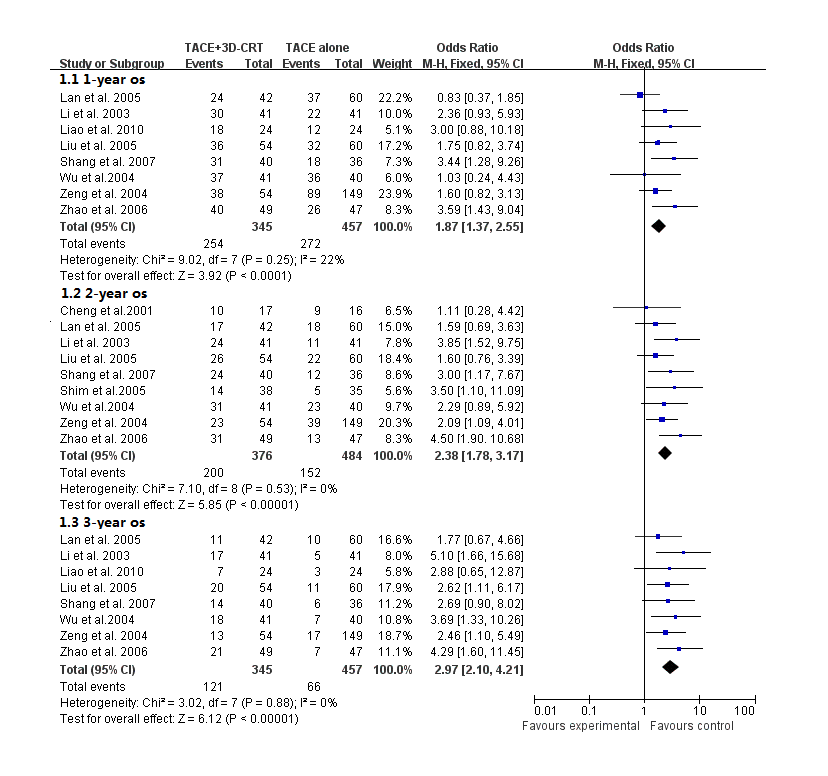 TACE+3D-CRT TACE alone Odds Ratio Odds Ratio
Study or Subgroup Events Total Events Total Weight M-H, Fixed, 95% CI M-H, Fixed, 95% CI
1.1 1-year os
Lan et al. 2005 24 42 37 60 22.2% 0.83 [0.37, 1.85]
Li et al. 2003 30 41 22 41 10.0% 2.36 [0.93, 5.93]
Liao et al. 2010 18 24 12 24 5.1% 3.00 [0.88, 10.18]
Liu et al. 2005 36 54 32 60 17.2% 1.75 [0.82, 3.74]
Shang et al. 2007 31 40 18 36 7.3% 3.44 [1.28, 9.26]
Wu et al.2004 37 41 36 40 6.0% 1.03 [0.24, 4.43]
Zeng et al. 2004 38 54 89 149 23.9% 1.60 [0.82, 3.13]
Zhao et al. 2006 40 49 26 47 8.3% 3.59 [1.43, 9.04]
Total (95% CI) 345 457 100.0% 1.87 [1.37, 2.55]
Total events 254 272
Heterogeneity: Chi² = 9.02, df = 7 (P = 0.25); I² = 22%
Test for overall effect: Z = 3.92 (P < 0.0001)
1.2 2-year os
Cheng et al.2001 10 17 9 16 6.5% 1.11 [0.28, 4.42]
Lan et al. 2005 17 42 18 60 15.0% 1.59 [0.69, 3.63]
Li et al. 2003 24 41 11 41 7.8% 3.85 [1.52, 9.75]
Liu et al. 2005 26 54 22 60 18.4% 1.60 [0.76, 3.39]
Shang et al. 2007 24 40 12 36 8.6% 3.00 [1.17, 7.67]
Shim et al.2005 14 38 5 35 5.6% 3.50 [1.10, 11.09]
Wu et al.2004 31 41 23 40 9.7% 2.29 [0.89, 5.92]
Zeng et al. 2004 23 54 39 149 20.3% 2.09 [1.09, 4.01]
Zhao et al. 2006 31 49 13 47 8.3% 4.50 [1.90, 10.68]
Total (95% CI) 376 484 100.0% 2.38 [1.78, 3.17]
Total events 200 152
Heterogeneity: Chi² = 7.10, df = 8 (P = 0.53); I² = 0%
Test for overall effect: Z = 5.85 (P < 0.00001)
1.3 3-year os
Lan et al. 2005 11 42 10 60 16.6% 1.77 [0.67, 4.66]
Li et al. 2003 17 41 5 41 8.0% 5.10 [1.66, 15.68]
Liao et al. 2010 7 24 3 24 5.8% 2.88 [0.65, 12.87]
Liu et al. 2005 20 54 11 60 17.9% 2.62 [1.11, 6.17]
Shang et al. 2007 14 40 6 36 11.2% 2.69 [0.90, 8.02]
Wu et al.2004 18 41 7 40 10.8% 3.69 [1.33, 10.26]
Zeng et al. 2004 13 54 17 149 18.7% 2.46 [1.10, 5.49]
Zhao et al. 2006 21 49 7 47 11.1% 4.29 [1.60, 11.45]
Total (95% CI) 345 457 100.0% 2.97 [2.10, 4.21]
Total events 121 66
Heterogeneity: Chi² = 3.02, df = 7 (P = 0.88); I² = 0%
Test for overall effect: Z = 6.12 (P < 0.00001)
0.01 0.1 1 10 100
Favours experimental Favours control